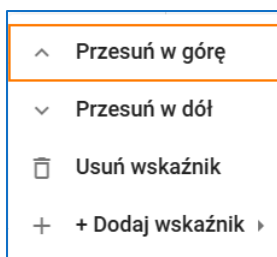 Przesuń w górę
Przesuń w dół
Usuń wskaźnik
+ Dodaj wskaźnik